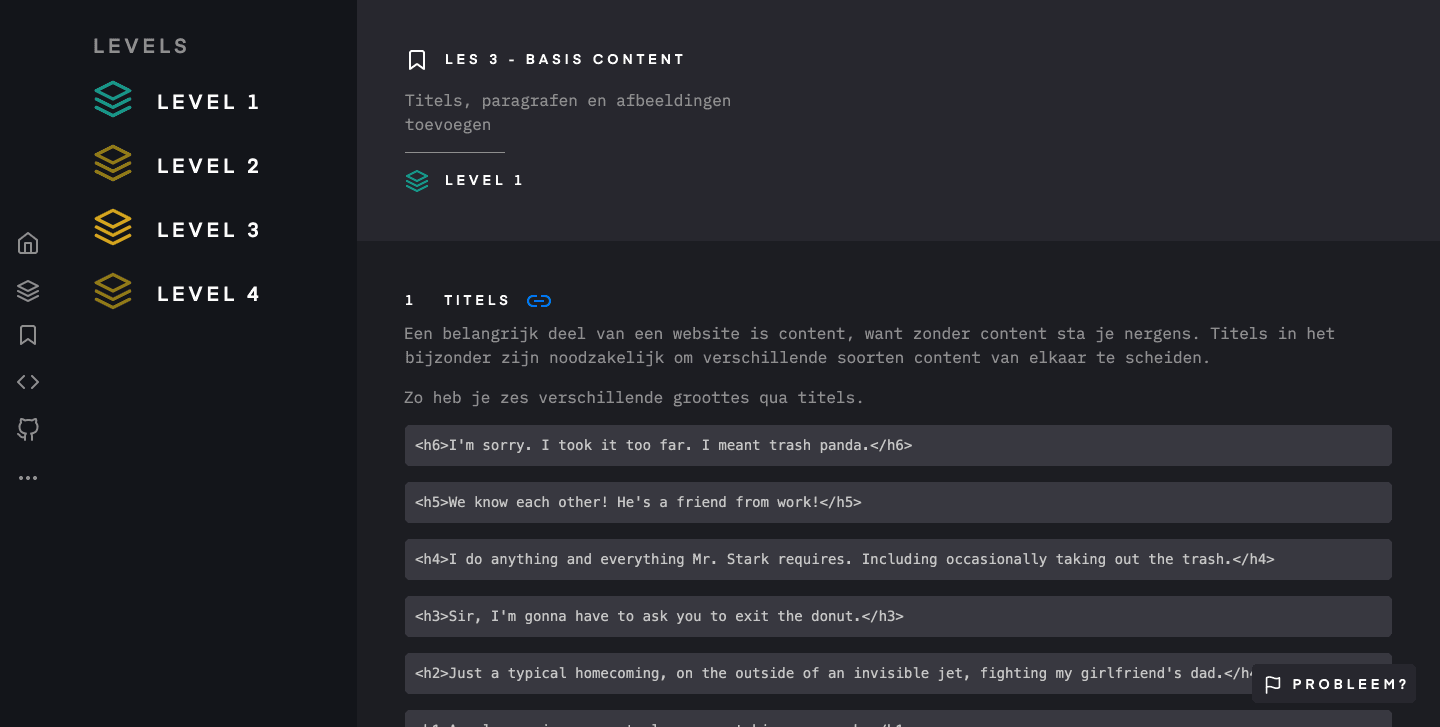 LEVELS
LEVEL 1
LEVEL 2
LEVEL 3
LEVEL 4
LES 3 - BASIS CONTENT
Titels, paragrafen en afbeeldingen
toevoegen
LEVEL 1
1 TITELS
Een belangrijk deel van een website is content, want zonder content sta je nergens. Titels in het
bijzonder zijn noodzakelijk om verschillende soorten content van elkaar te scheiden.
Zo heb je zes verschillende groottes qua titels.
<h6>I'm sorry. I took it too far. I meant trash panda.</h6>
<h5>We know each other! He's a friend from work!</h5>
<h4>I do anything and everything Mr. Stark requires. Including occasionally taking out the trash.</h4>
<h3>Sir, I'm gonna have to ask you to exit the donut.</h3>
<h2>Just a typical homecoming, on the outside of an invisible jet, fighting my girlfriend's dad.</h
PROBLEEM?